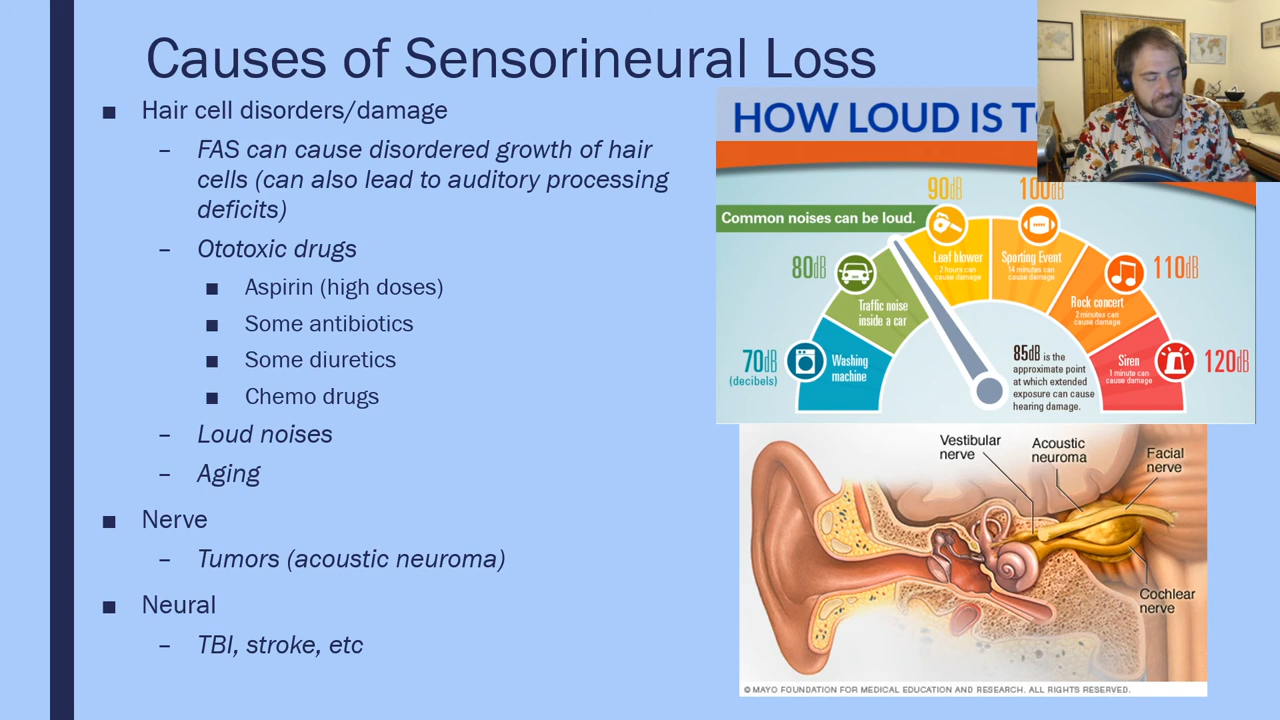 Causes of Sensorineural Loss
■ Hair cell disorders/damage
– FAS can cause disordered growth of hair
cells (can also lead to auditory processing
deficits)
– Ototoxic drugs
■ Aspirin (high doses)
■ Some antibiotics
■ Some diuretics
■ Chemo drugs
– Loud noises
– Aging
■ Nerve
– Tumors (acoustic neuroma)
■ Neural
– TBI, stroke, etc
HOW LOUD IS
Common noises can be loud.
70dB
(decibels)
Washing
machine
80dB
Traffic noise
inside a car
90dB
Leaf blower
2 hours can
cause damage
100dB
Sporting Event
14 minutes can
cause damage
110dB
Rock concert
2 minutes can
cause damage
120dB
Siren
1 minute can
cause damage
85dB is the
approximate point
at which extended
exposure can cause
hearing damage.
Vestibular
nerve
Acoustic
neuroma
Facial
nerve
Cochlear
nerve
© MAYO FOUNDATION FOR MEDICAL EDUCATION AND RESEARCH. ALL RIGHTS RESERVED.